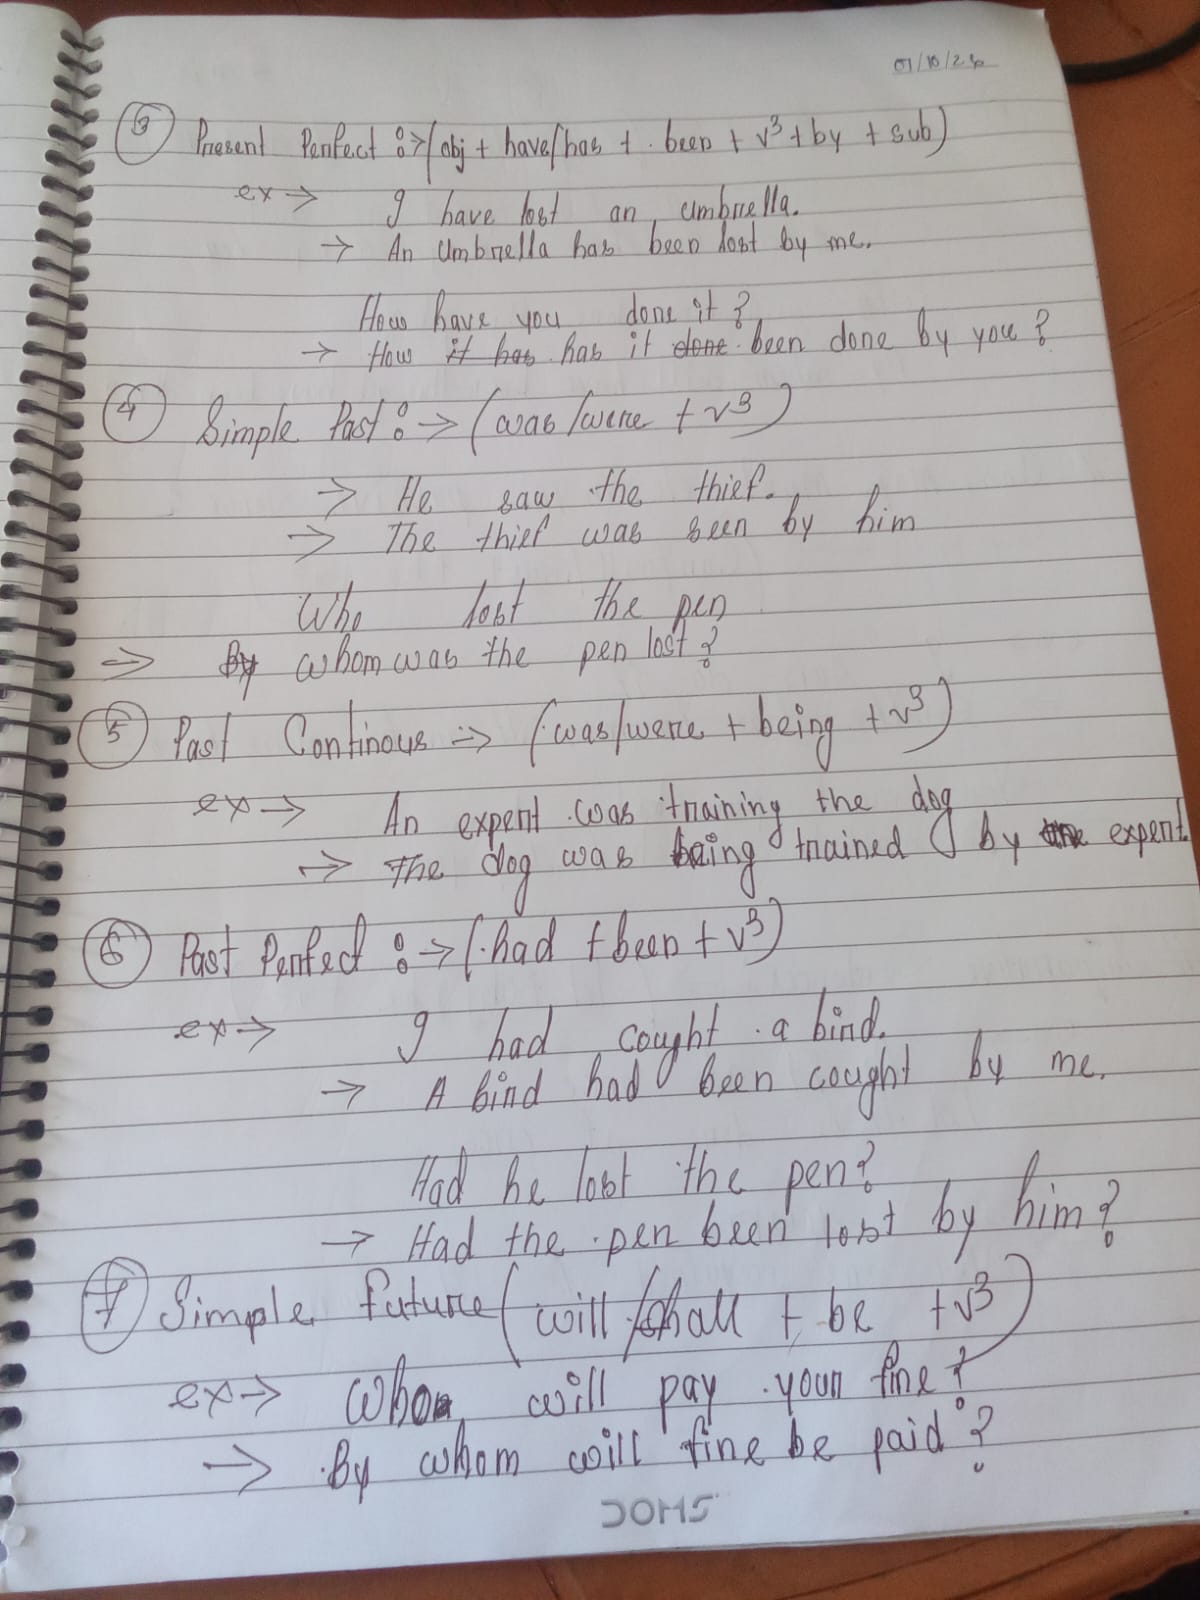 01/10/26
③ Present Perfect :→ (obj + have/has + been + v³ + by + sub)
ex → I have lost an umbrella.
→ An Umbrella has been lost by me.
How have you done it?
→ How it has has it done been done by you?
④ Simple Past :→ (was/were + v³)
→ He saw the thief.
→ The thief was seen by him
Who lost the pen
⇒ By whom was the pen lost?
⑤ Past Continous → (was/were + being + v³)
ex → An expert was training the dog
→ The dog was being trained by the expert.
⑥ Past Perfect :→ (had + been + v³)
ex → I had cought a bird.
→ A bird had been cought by me.
Had he lost the pen?
→ Had the pen been lost by him?
⑦ Simple future (will/shall + be + v³)
ex → Who will pay your fine?
→ By whom will fine be paid?
DOMS